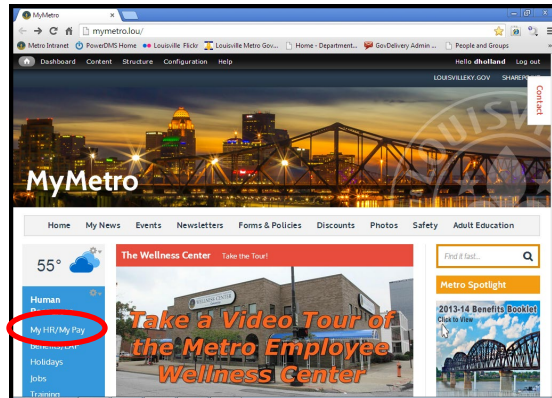 MyMetro
mymetro.lou/
Metro Intranet PowerDMS Home Louisville Flickr Louisville Metro Gov... Home - Department... GovDelivery Admin ... People and Groups
Dashboard Content Structure Configuration Help Hello dholland Log out
LOUISVILLEKY.GOV
Contact
MyMetro
Home My News Events Newsletters Forms & Policies Discounts Photos Safety Adult Education
55°
The Wellness Center Take the Tour!
Find it fast...
Metro Spotlight
Human
My HR/My Pay
Holidays
Jobs
Training
WELLNESS CENTER
Take a Video Tour of
the Metro Employee
Wellness Center
2013-14 Benefits Booklet
Click to View